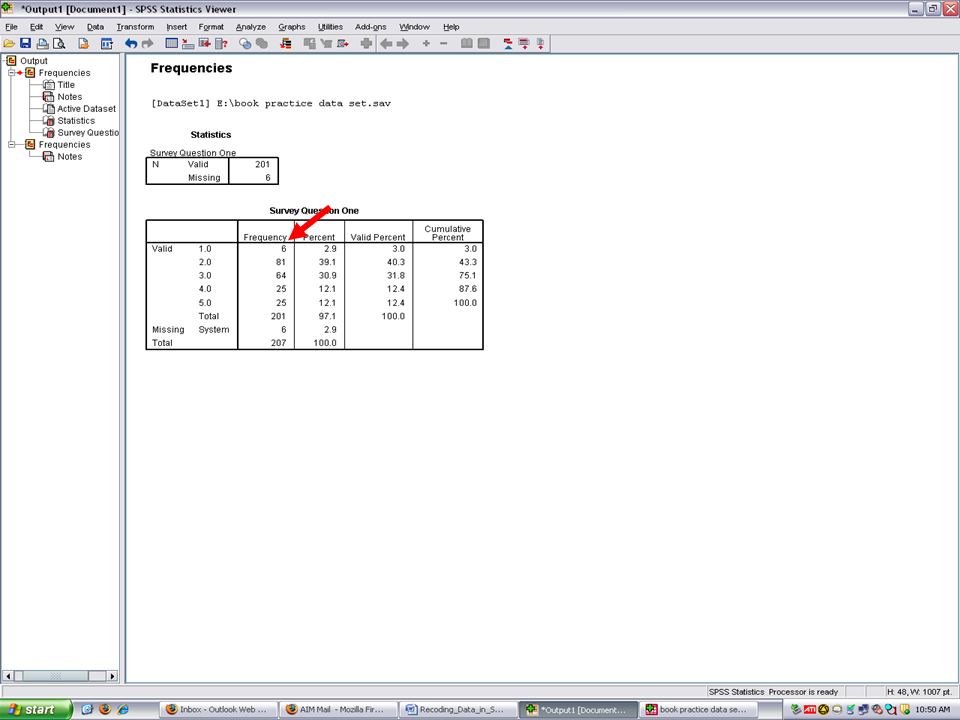 *Output1 [Document1] - SPSS Statistics Viewer
File Edit View Data Transform Insert Format Analyze Graphs Utilities Add-ons Window Help
Output
Frequencies
Title
Notes
Active Dataset
Statistics
Survey Questio
Frequencies
Notes
Frequencies
[DataSet1] E:\book practice data set.sav
Statistics
Survey Question One
N Valid 201
Missing 6
Survey Question One
Frequency Percent Valid Percent Cumulative Percent
Valid 1.0 6 2.9 3.0 3.0
2.0 81 39.1 40.3 43.3
3.0 64 30.9 31.8 75.1
4.0 25 12.1 12.4 87.6
5.0 25 12.1 12.4 100.0
Total 201 97.1 100.0
Missing System 6 2.9
Total 207 100.0
SPSS Statistics Processor is ready H: 48, W: 1007 pt.
start Inbox - Outlook Web ... AIM Mail - Mozilla Fir... Recoding_Data_in_S... *Output1 [Document... book practice data se... ATI 10:50 AM